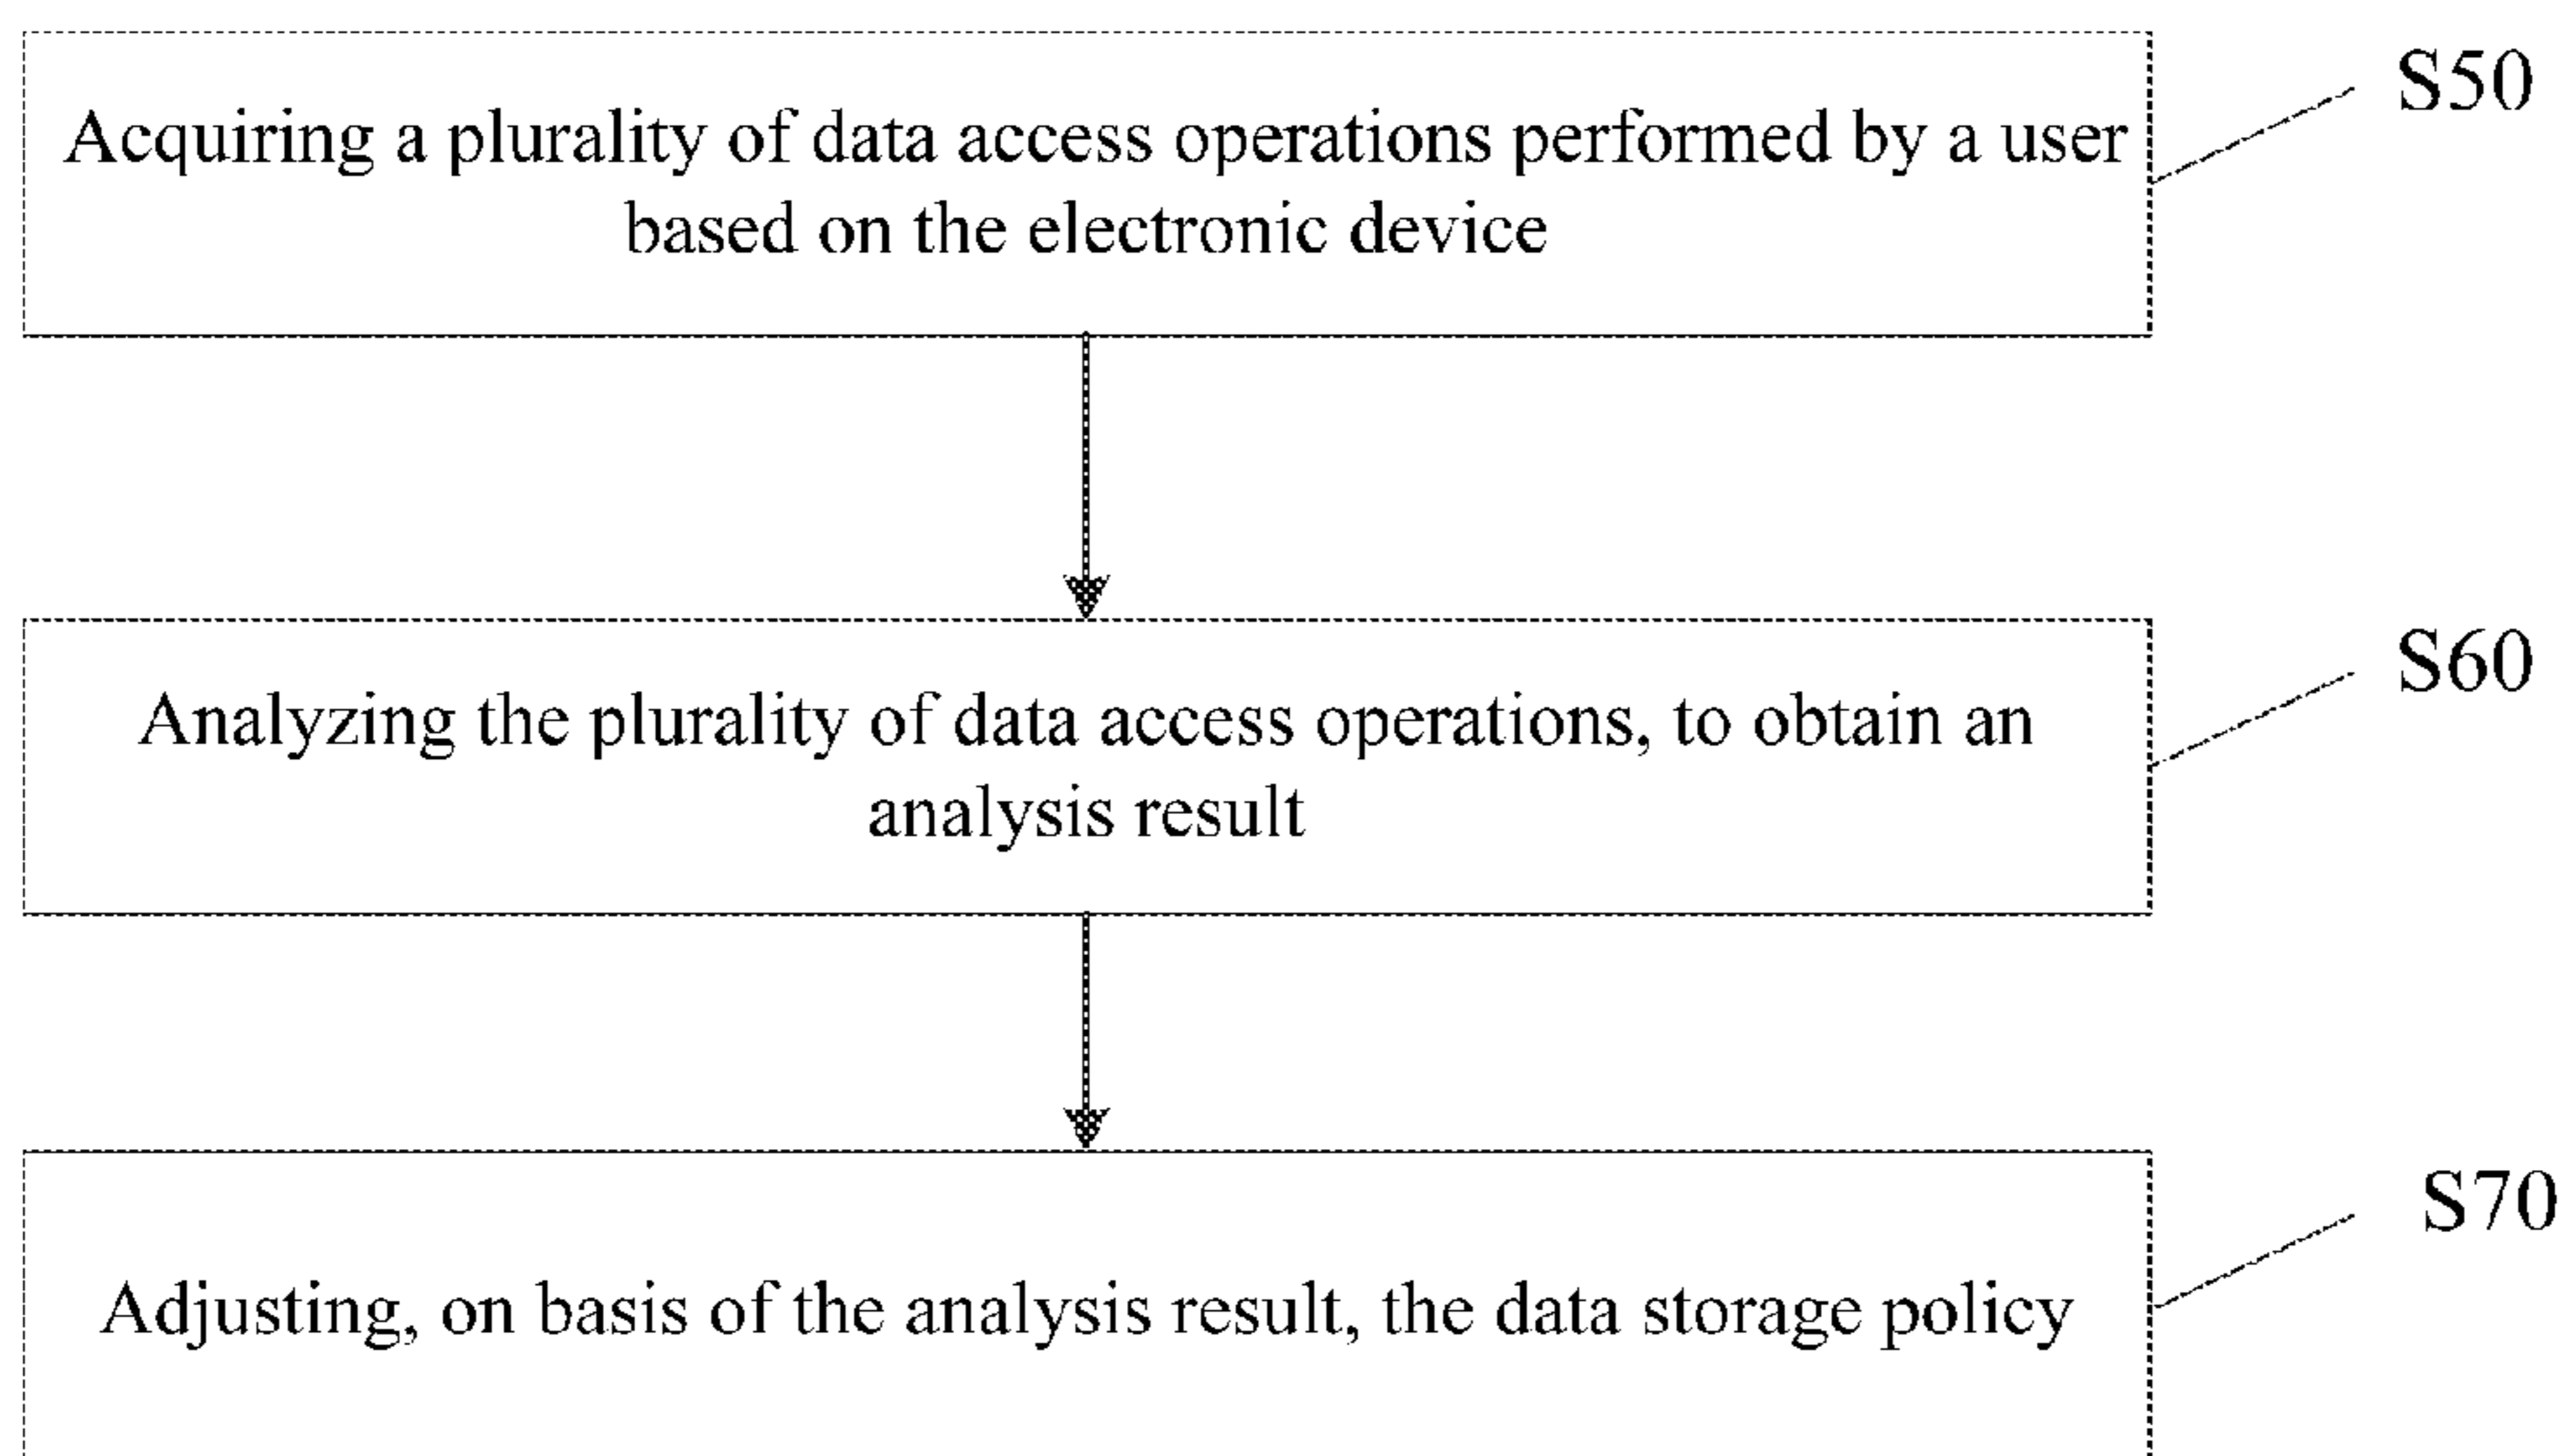 Acquiring a plurality of data access operations performed by a user
based on the electronic device
S50
Analyzing the plurality of data access operations, to obtain an
analysis result
S60
Adjusting, on basis of the analysis result, the data storage policy
S70